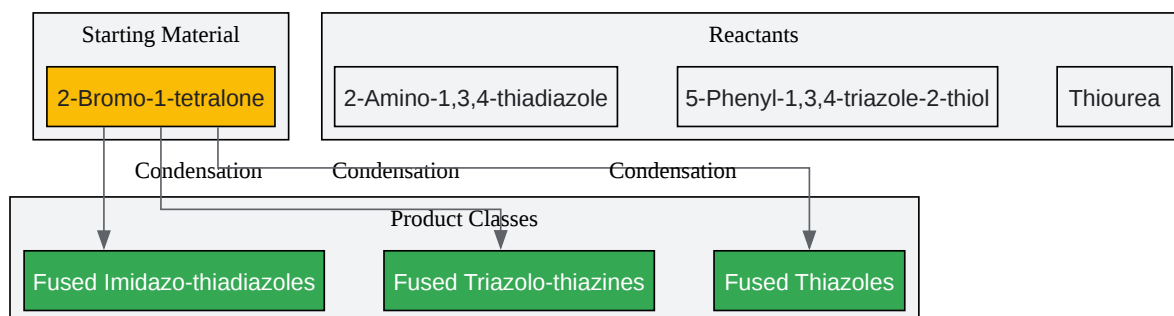 Starting Material
Reactants
2-Bromo-1-tetralone
2-Amino-1,3,4-thiadiazole
5-Phenyl-1,3,4-triazole-2-thiol
Thiourea
Condensation
Condensation
Condensation
Product Classes
Fused Imidazo-thiadiazoles
Fused Triazolo-thiazines
Fused Thiazoles